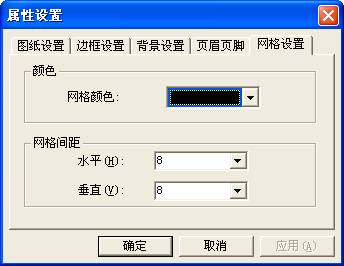 属性设置
图纸设置 边框设置 背景设置 页眉页脚 网格设置
颜色
网格颜色:
网格间距
水平(H): 8
垂直(V): 8
确定 取消 应用(A)